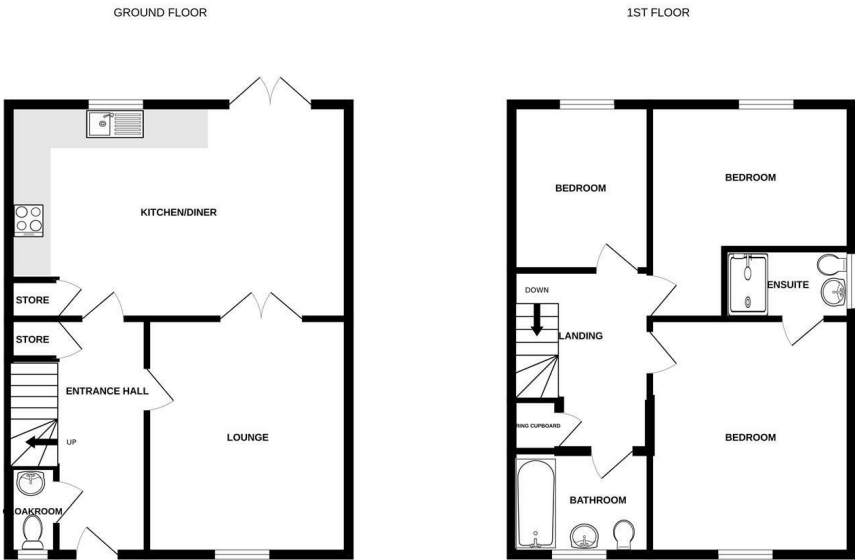 GROUND FLOOR
KITCHEN/DINER
STORE
STORE
ENTRANCE HALL
UP
LOUNGE
CLOAKROOM
1ST FLOOR
BEDROOM
BEDROOM
ENSUITE
DOWN
LANDING
RING CUPBOARD
BEDROOM
BATHROOM